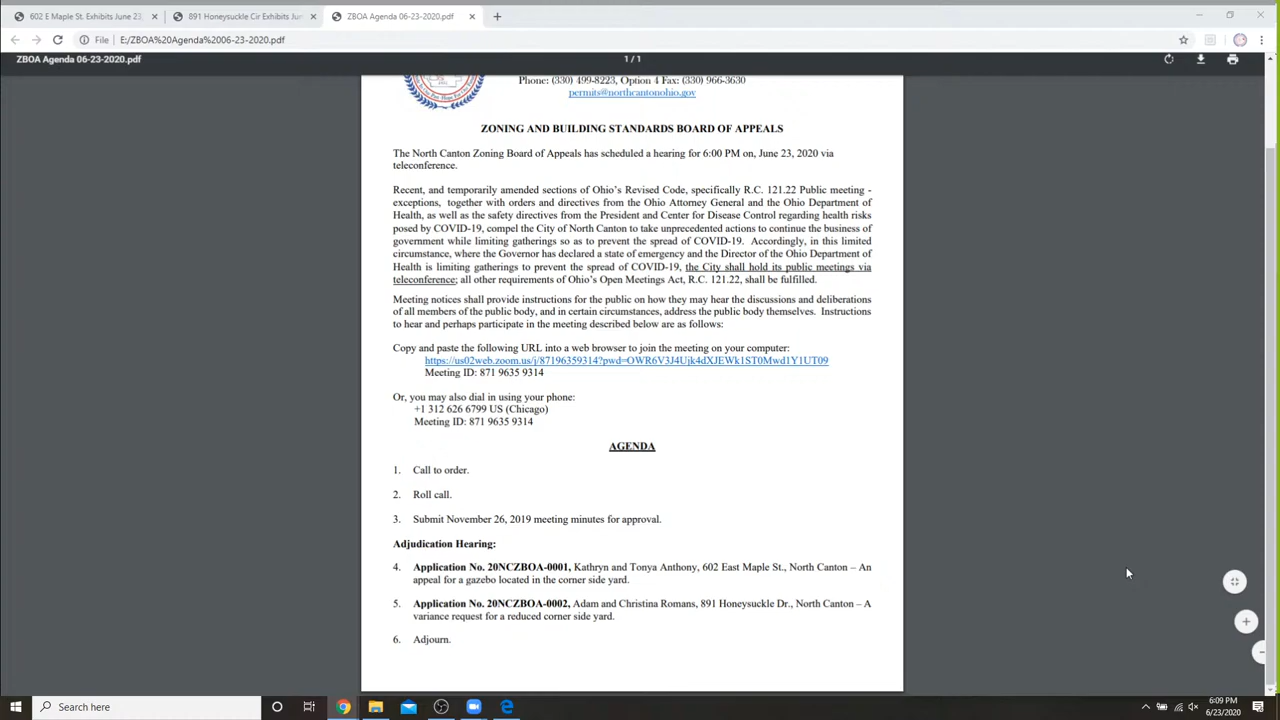 602 E Maple St. Exhibits June 23,
891 Honeysuckle Cir Exhibits Jun
ZBOA Agenda 06-23-2020.pdf
File
E:/ZBOA%20Agenda%2006-23-2020.pdf
ZBOA Agenda 06-23-2020.pdf
1 / 1
Phone: (330) 499-8223, Option 4 Fax: (330) 966-3630
permits@northcantonohio.gov
ZONING AND BUILDING STANDARDS BOARD OF APPEALS
The North Canton Zoning Board of Appeals has scheduled a hearing for 6:00 PM on, June 23, 2020 via
teleconference.
Recent, and temporarily amended sections of Ohio's Revised Code, specifically R.C. 121.22 Public meeting -
exceptions, together with orders and directives from the Ohio Attorney General and the Ohio Department of
Health, as well as the safety directives from the President and Center for Disease Control regarding health risks
posed by COVID-19, compel the City of North Canton to take unprecedented actions to continue the business of
government while limiting gatherings so as to prevent the spread of COVID-19. Accordingly, in this limited
circumstance, where the Governor has declared a state of emergency and the Director of the Ohio Department of
Health is limiting gatherings to prevent the spread of COVID-19, the City shall hold its public meetings via
teleconference; all other requirements of Ohio's Open Meetings Act, R.C. 121.22, shall be fulfilled.
Meeting notices shall provide instructions for the public on how they may hear the discussions and deliberations
of all members of the public body, and in certain circumstances, address the public body themselves. Instructions
to hear and perhaps participate in the meeting described below are as follows:
Copy and paste the following URL into a web browser to join the meeting on your computer:
https://us02web.zoom.us/j/87196359314?pwd=OWR6V3J4Ujk4dXJEWk1ST0Mwd1Y1UT09
Meeting ID: 871 9635 9314
Or, you may also dial in using your phone:
+1 312 626 6799 US (Chicago)
Meeting ID: 871 9635 9314
AGENDA
1. Call to order.
2. Roll call.
3. Submit November 26, 2019 meeting minutes for approval.
Adjudication Hearing:
4. Application No. 20NCZBOA-0001, Kathryn and Tonya Anthony, 602 East Maple St., North Canton – An
appeal for a gazebo located in the corner side yard.
5. Application No. 20NCZBOA-0002, Adam and Christina Romans, 891 Honeysuckle Dr., North Canton – A
variance request for a reduced corner side yard.
6. Adjourn.
Search here
6:09 PM
6/23/2020